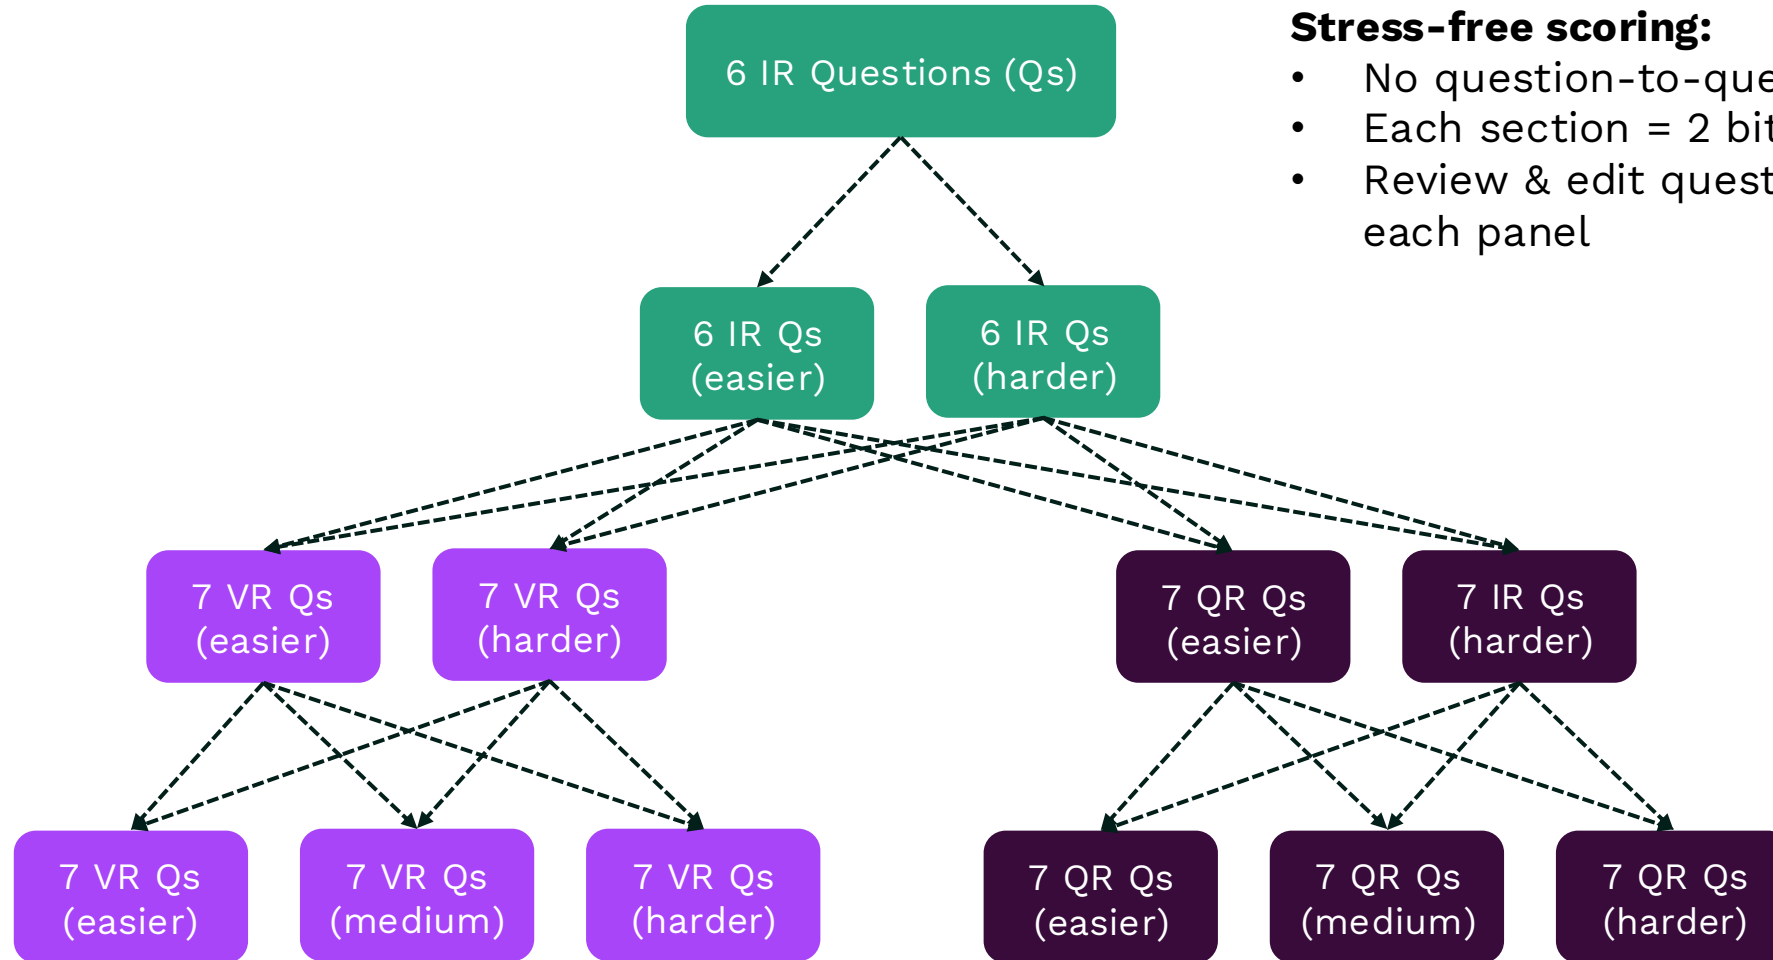 6 IR Questions (Qs)
Stress-free scoring:
• No question-to-que
• Each section = 2 bit
• Review & edit quest
each panel
6 IR Qs
(easier)
6 IR Qs
(harder)
7 VR Qs
(easier)
7 VR Qs
(harder)
7 QR Qs
(easier)
7 IR Qs
(harder)
7 VR Qs
(easier)
7 VR Qs
(medium)
7 VR Qs
(harder)
7 QR Qs
(easier)
7 QR Qs
(medium)
7 QR Qs
(harder)